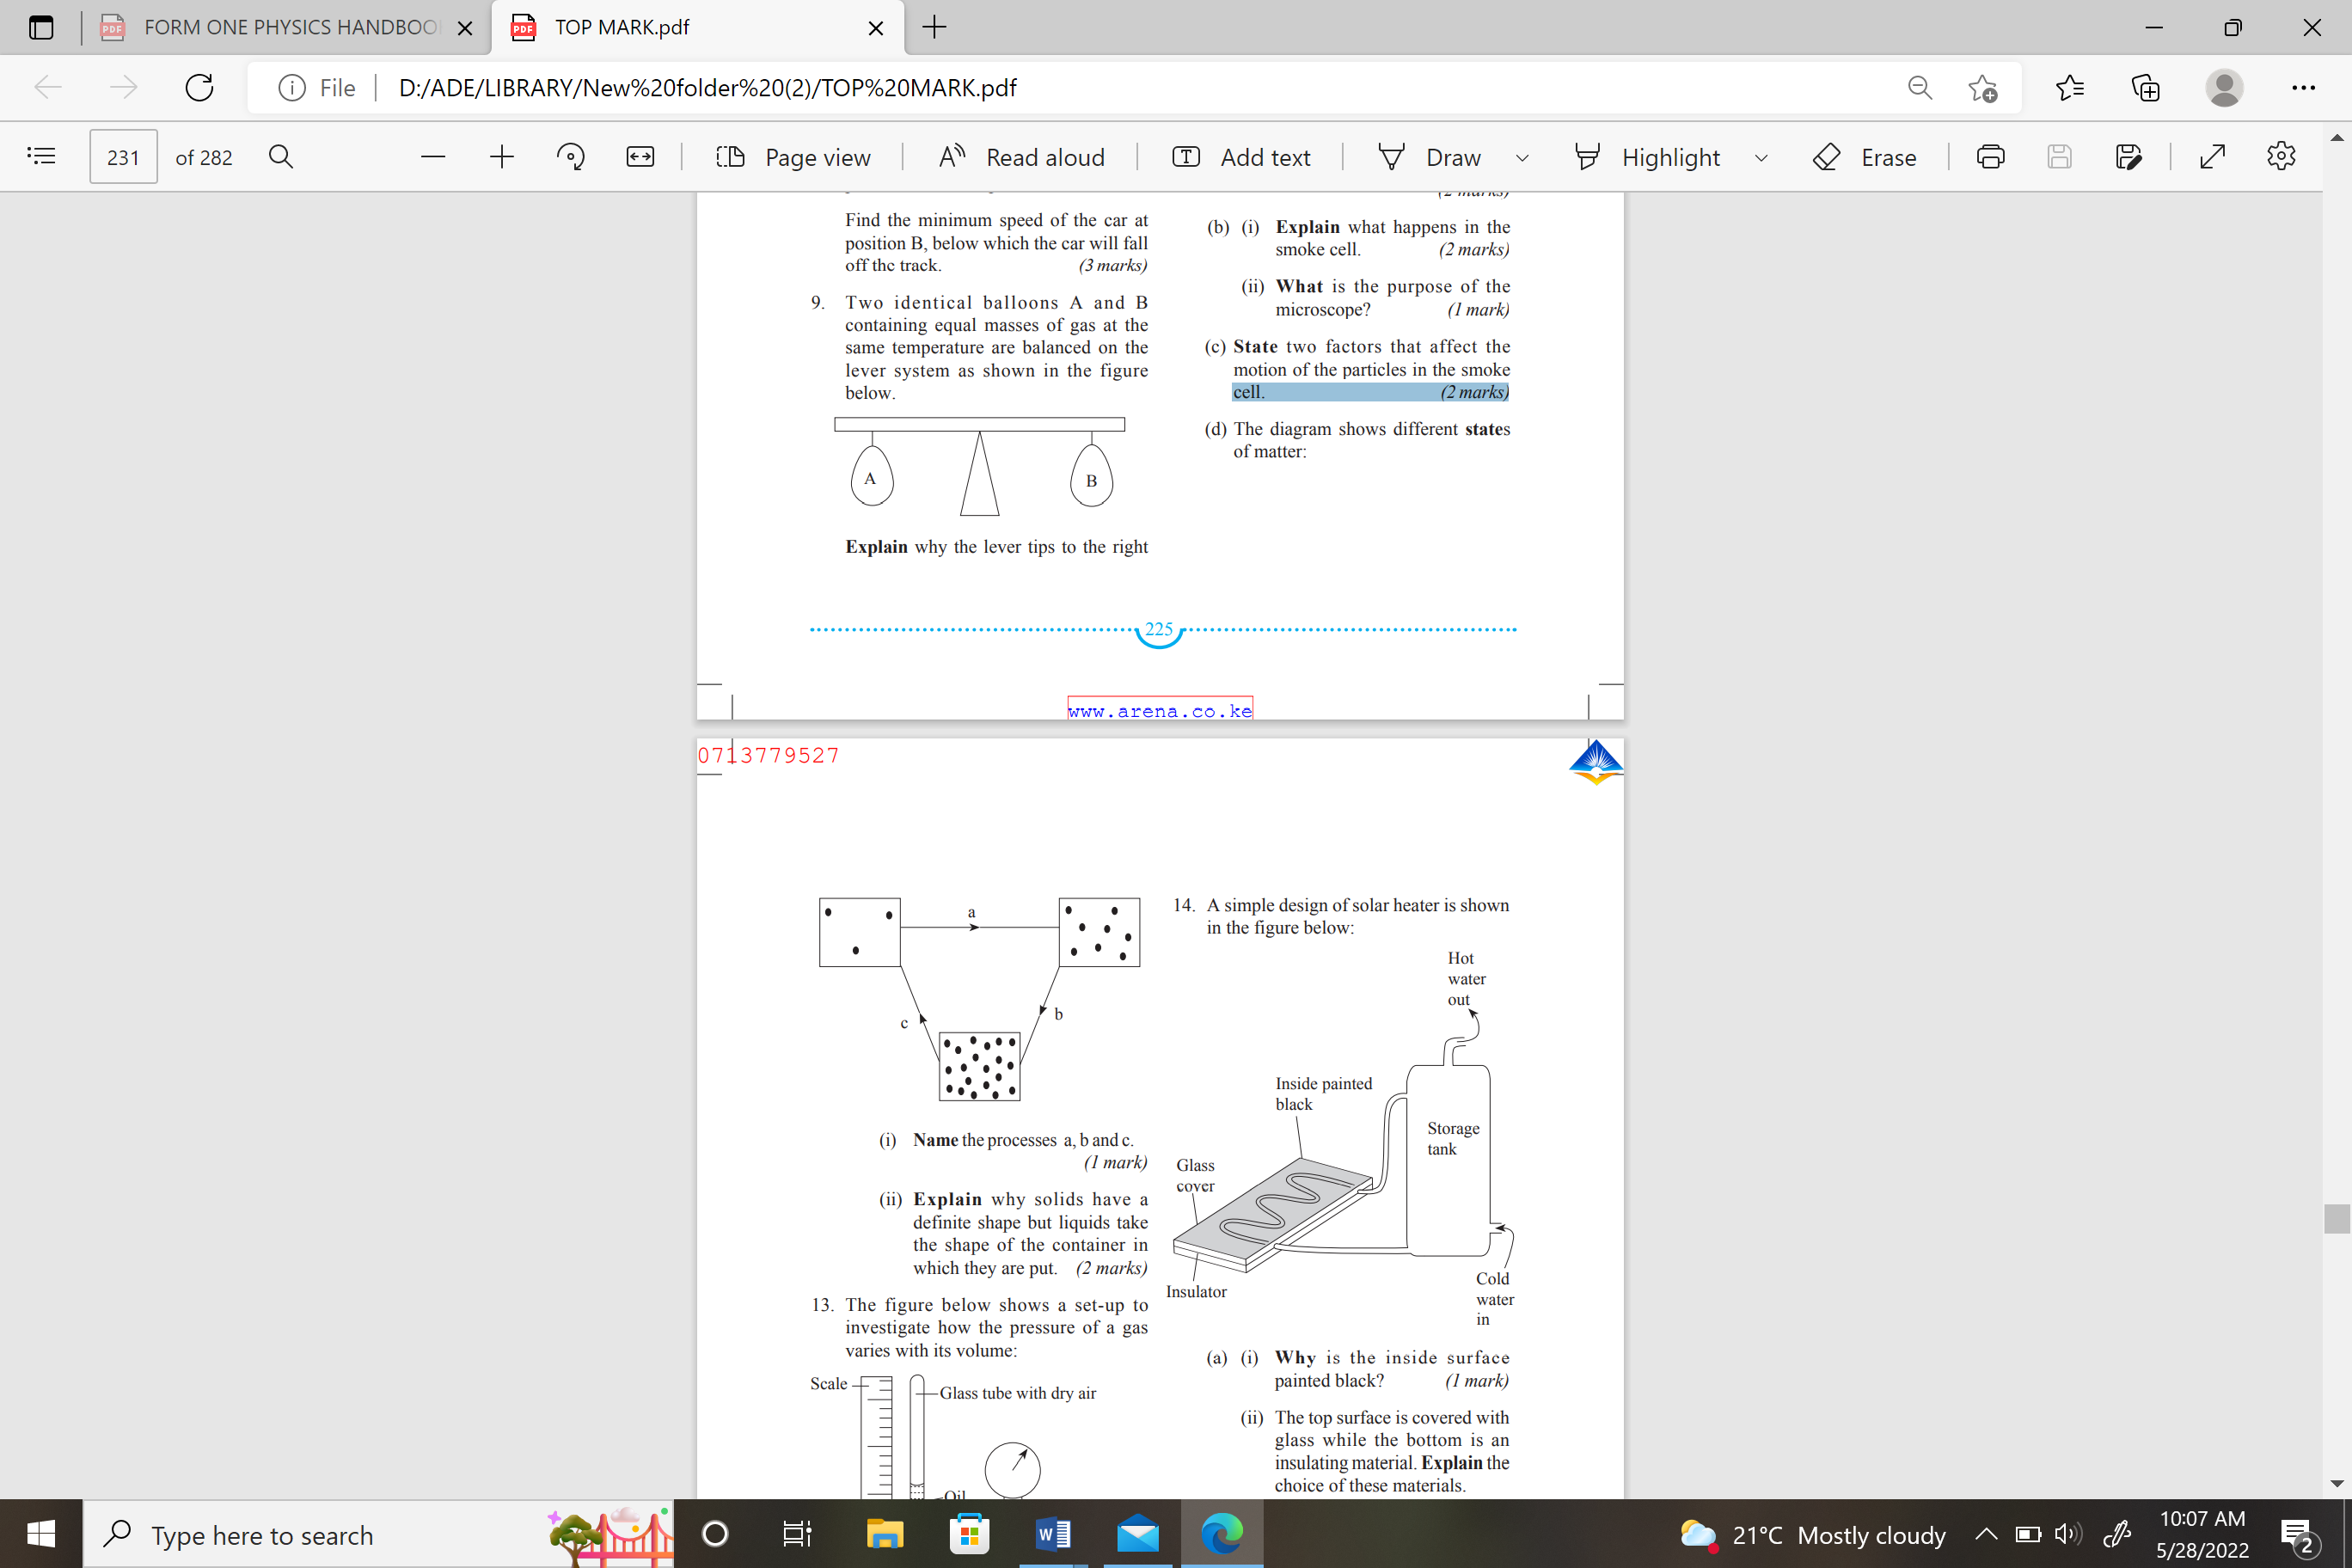 FORM ONE PHYSICS HANDBOO
TOP MARK.pdf
File
D:/ADE/LIBRARY/New%20folder%20(2)/TOP%20MARK.pdf
231 of 282
Page view
Read aloud
Add text
Draw
Highlight
Erase
Find the minimum speed of the car at
position B, below which the car will fall
off the track. (3 marks)
9. Two identical balloons A and B
containing equal masses of gas at the
same temperature are balanced on the
lever system as shown in the figure
below.
A
B
Explain why the lever tips to the right
(2 marks)
(b) (i) Explain what happens in the
smoke cell. (2 marks)
(ii) What is the purpose of the
microscope? (1 mark)
(c) State two factors that affect the
motion of the particles in the smoke
cell. (2 marks)
(d) The diagram shows different states
of matter:
225
www.arena.co.ke
0713779527
a
b
c
(i) Name the processes a, b and c.
(1 mark)
(ii) Explain why solids have a
definite shape but liquids take
the shape of the container in
which they are put. (2 marks)
13. The figure below shows a set-up to
investigate how the pressure of a gas
varies with its volume:
Scale
Glass tube with dry air
Oil
14. A simple design of solar heater is shown
in the figure below:
Hot
water
out
Inside painted
black
Storage
tank
Glass
cover
Insulator
Cold
water
in
(a) (i) Why is the inside surface
painted black? (1 mark)
(ii) The top surface is covered with
glass while the bottom is an
insulating material. Explain the
choice of these materials.
Type here to search
21°C Mostly cloudy
10:07 AM
5/28/2022
2